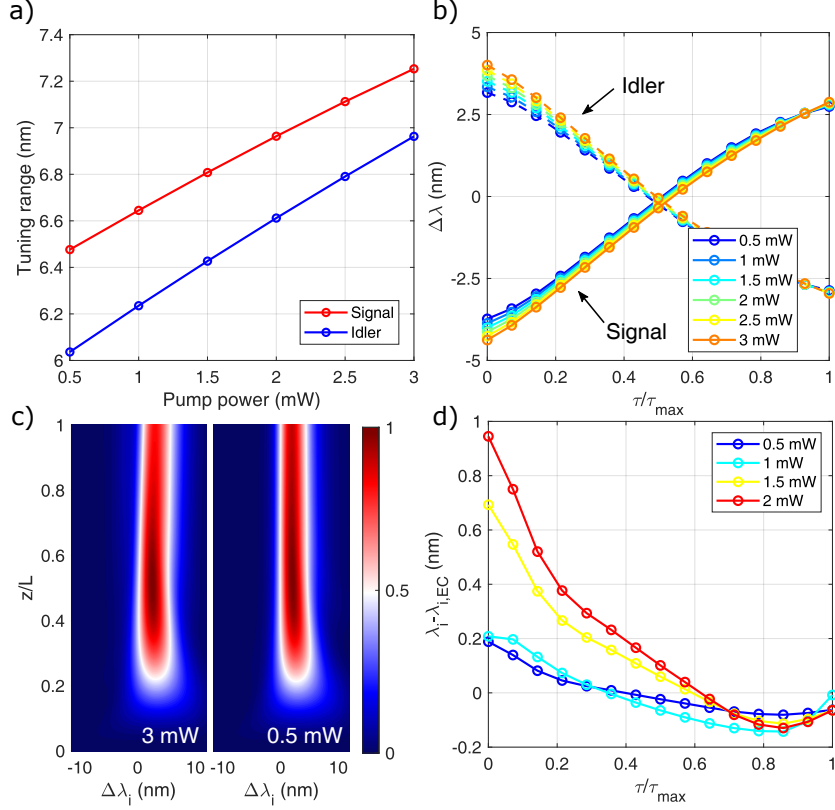 a)
7.4
7.2
7
6.8
6.6
6.4
6.2
6
Tuning range (nm)
0.5
1
1.5
2
2.5
3
Pump power (mW)
Signal
Idler
b)
5
2.5
0
-2.5
-5
Δλ (nm)
0
0.2
0.4
0.6
0.8
1
τ/τmax
Idler
Signal
0.5 mW
1 mW
1.5 mW
2 mW
2.5 mW
3 mW
c)
1
0.8
0.6
0.4
0.2
0
z/L
3 mW
0.5 mW
-10
0
10
Δλi (nm)
-10
0
10
Δλi (nm)
1
0.5
0
d)
1
0.8
0.6
0.4
0.2
0
-0.2
λi-λi,EC (nm)
0
0.2
0.4
0.6
0.8
1
τ/τmax
0.5 mW
1 mW
1.5 mW
2 mW